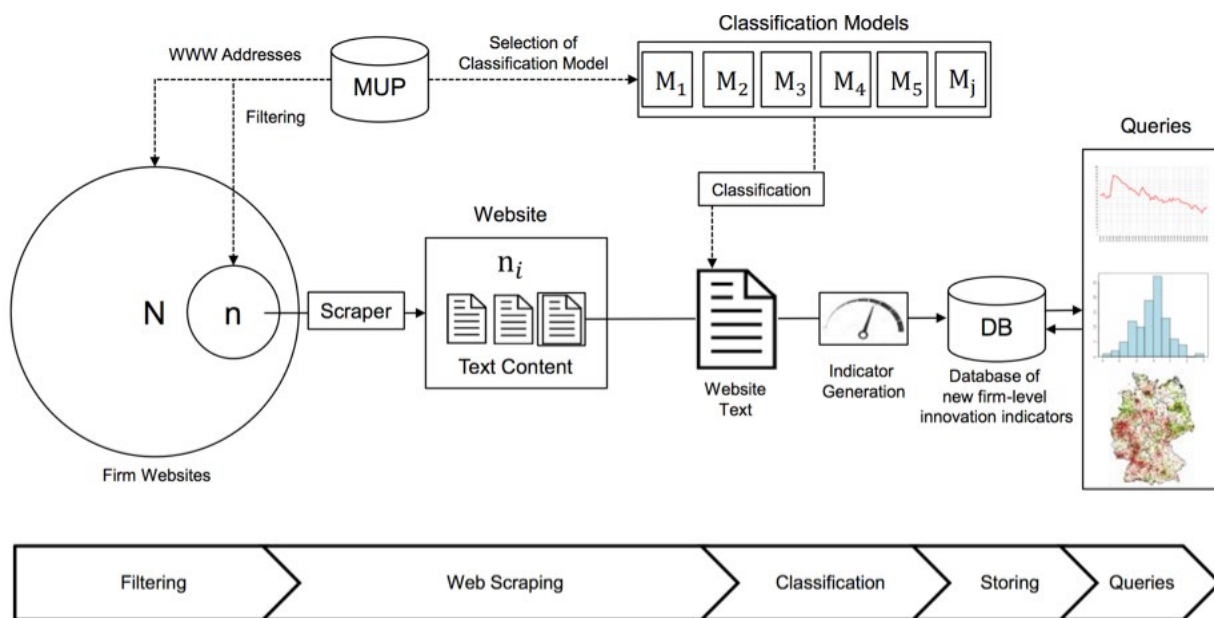 Classification Models
WWW Addresses
Selection of
Classification Model
MUP
M1
M2
M3
M4
M5
Mj
Filtering
Queries
Classification
Website
ni
N
n
Scraper
Text Content
DB
Website
Text
Indicator
Generation
Database of
new firm-level
innovation indicators
Firm Websites
Filtering
Web Scraping
Classification
Storing
Queries